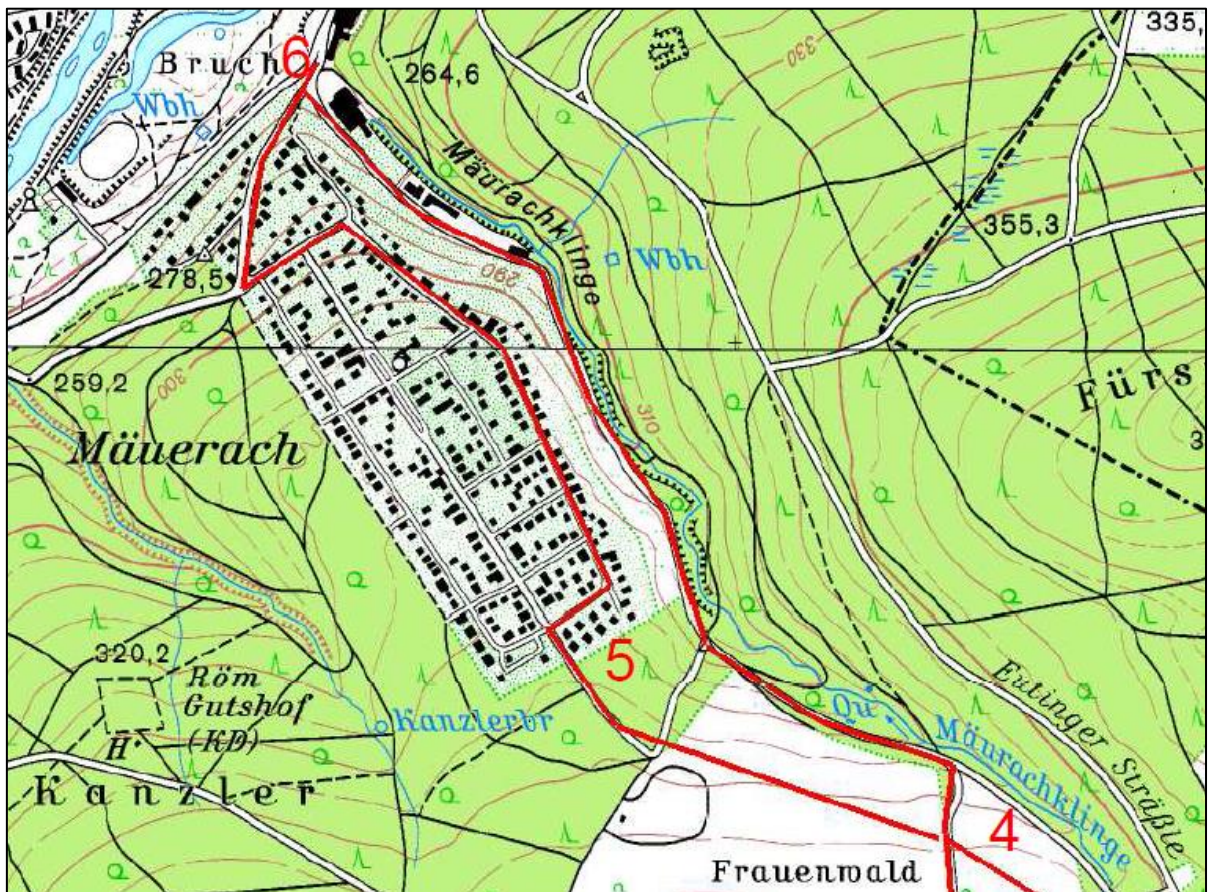 335,
Bruch
6
264,6
330
Wbh
Mäurachklinge
355,3
Wbh
278,5
290
259,2
300
310
Fürs
3
Mäuerach
320,2
Röm
Gutshof
(KD)
H
Kanzlerbr
5
Qu
Mäurachklinge
Eutinger Sträßle
Kanzler
4
Frauenwald